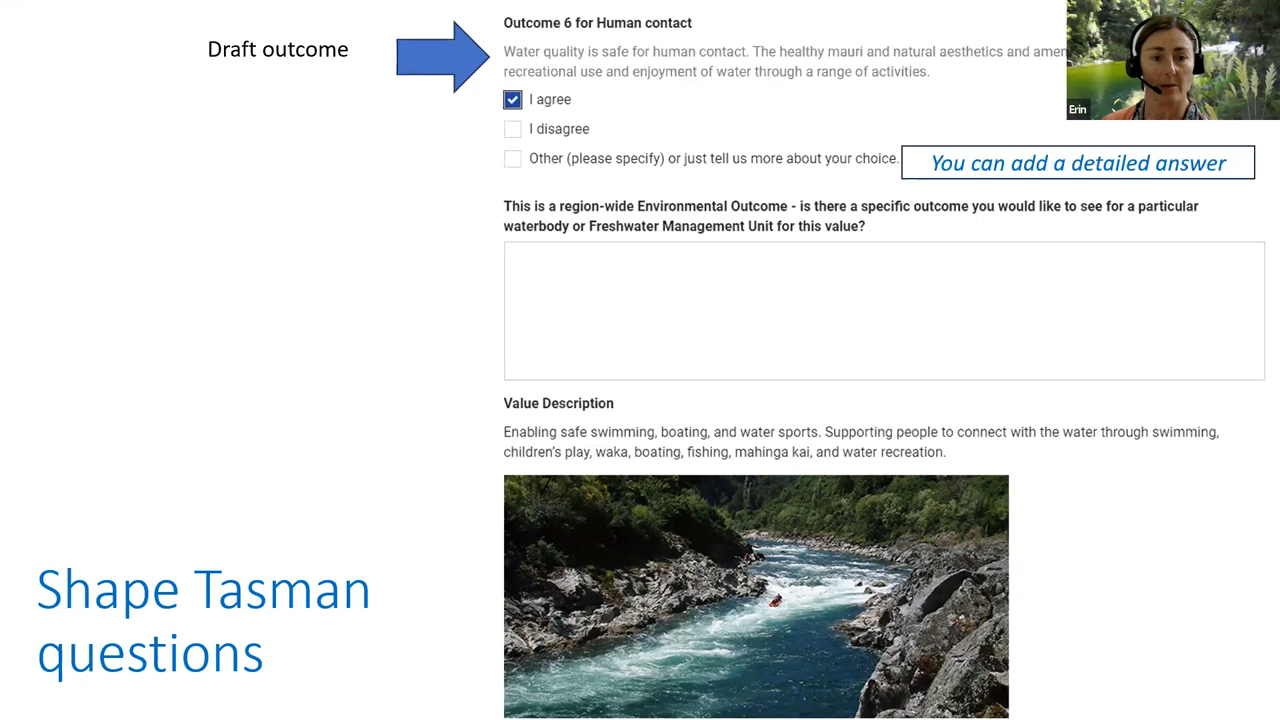 Draft outcome
Outcome 6 for Human contact
Water quality is safe for human contact. The healthy mauri and natural aesthetics and
recreational use and enjoyment of water through a range of activities.
I agree
I disagree
Other (please specify) or just tell us more about your choice.
You can add a detailed answer
This is a region-wide Environmental Outcome - is there a specific outcome you would like to see for a particular
waterbody or Freshwater Management Unit for this value?
Value Description
Enabling safe swimming, boating, and water sports. Supporting people to connect with the water through swimming,
children's play, waka, boating, fishing, mahinga kai, and water recreation.
Shape Tasman
questions
Erin